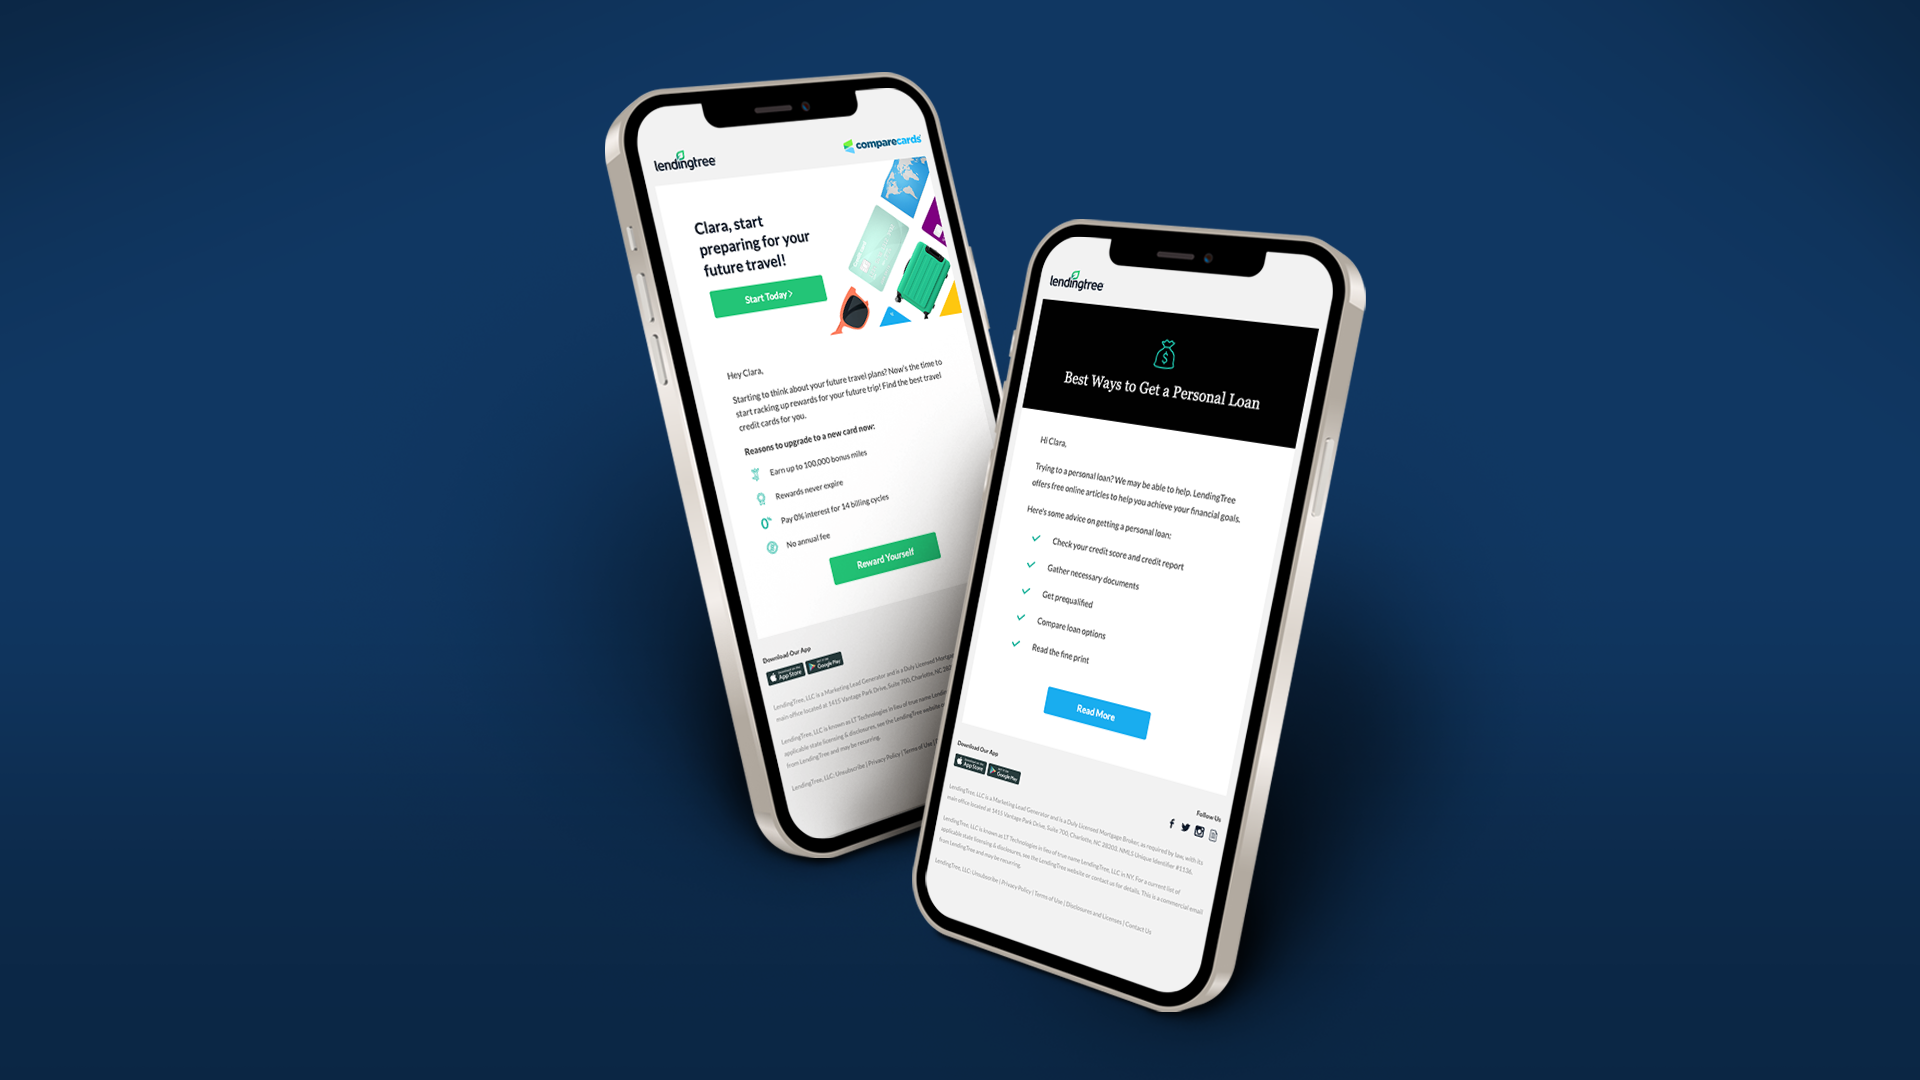 lendingtree
comparecards
Clara, start
preparing for your
future travel!
Start Today >
Hey Clara,
Starting to think about your future travel plans? Now's the time to
start racking up rewards for your future trip! Find the best travel
credit cards for you.
Reasons to upgrade to a new card now:
Earn up to 100,000 bonus miles
Rewards never expire
0%
Pay 0% interest for 14 billing cycles
No annual fee
Reward Yourself
Download Our App
App Store
Google Play
LendingTree, LLC is a Marketing Lead Generator and is a Duly Licensed Mortgage
main office located at 1415 Vantage Park Drive, Suite 700, Charlotte, NC 282
LendingTree, LLC is known as LT Technologies in lieu of true name Lending
applicable state licensing & disclosures, see the LendingTree website o
from LendingTree and may be recurring.
LendingTree, LLC: Unsubscribe | Privacy Policy | Terms of Use |
lendingtree
$
Best Ways to Get a Personal Loan
Hi Clara,
Trying to a personal loan? We may be able to help. LendingTree
offers free online articles to help you achieve your financial goals.
Here's some advice on getting a personal loan:
Check your credit score and credit report
Gather necessary documents
Get prequalified
Compare loan options
Read the fine print
Read More
Download Our App
App Store
Google Play
Follow Us
LendingTree, LLC is a Marketing Lead Generator and is a Duly Licensed Mortgage Broker, as required by law, with its
main office located at 1415 Vantage Park Drive, Suite 700, Charlotte, NC 28203, NMLS Unique Identifier #1136.
LendingTree, LLC is known as LT Technologies in lieu of true name LendingTree, LLC in NY. For a current list of
applicable state licensing & disclosures, see the LendingTree website or contact us for details. This is a commercial email
from LendingTree and may be recurring.
LendingTree, LLC: Unsubscribe | Privacy Policy | Terms of Use | Disclosures and Licenses | Contact Us